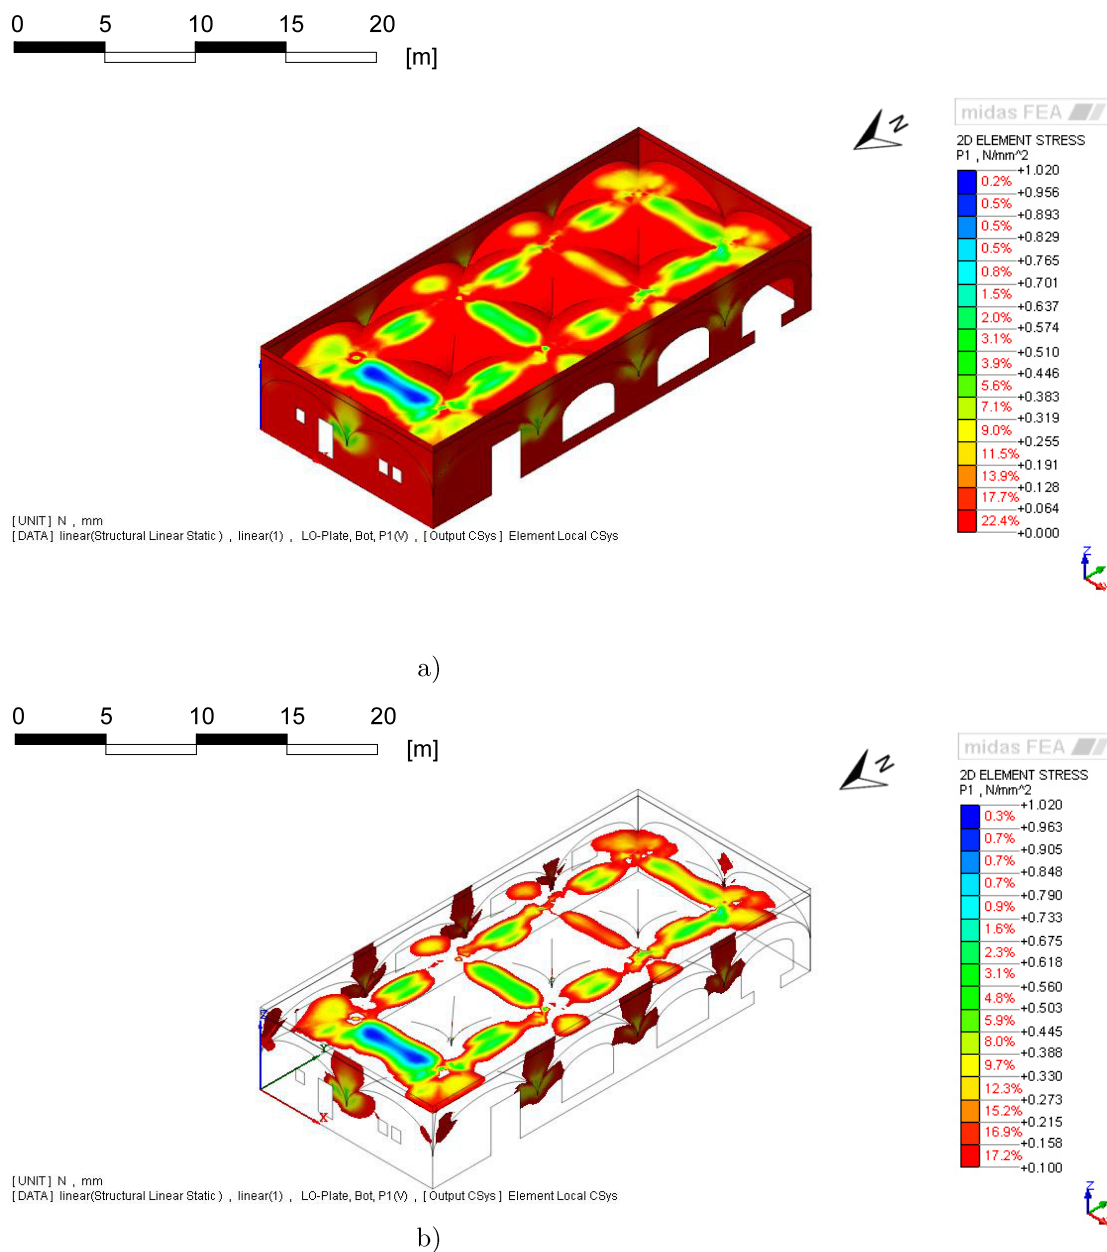 0 5 10 15 20
[m]
N
midas FEA
2D ELEMENT STRESS
P1 , N/mm^2
+1.020
0.2%
+0.956
0.5%
+0.893
0.5%
+0.829
0.5%
+0.765
0.8%
+0.701
1.5%
+0.637
2.0%
+0.574
3.1%
+0.510
3.9%
+0.446
5.6%
+0.383
7.1%
+0.319
9.0%
+0.255
11.5%
+0.191
13.9%
+0.128
17.7%
+0.064
22.4%
+0.000
[UNIT] N , mm
[DATA] linear(Structural Linear Static) , linear(1) , LO-Plate, Bot, P1(V) , [Output CSys] Element Local CSys
Z
a)
0 5 10 15 20
[m]
N
midas FEA
2D ELEMENT STRESS
P1 , N/mm^2
+1.020
0.3%
+0.963
0.7%
+0.905
0.7%
+0.848
0.7%
+0.790
0.9%
+0.733
1.6%
+0.675
2.3%
+0.618
3.1%
+0.560
4.8%
+0.503
5.9%
+0.445
8.0%
+0.388
9.7%
+0.330
12.3%
+0.273
15.2%
+0.215
16.9%
+0.158
17.2%
+0.100
Z
Y
X
[UNIT] N , mm
[DATA] linear(Structural Linear Static) , linear(1) , LO-Plate, Bot, P1(V) , [Output CSys] Element Local CSys
Z
b)